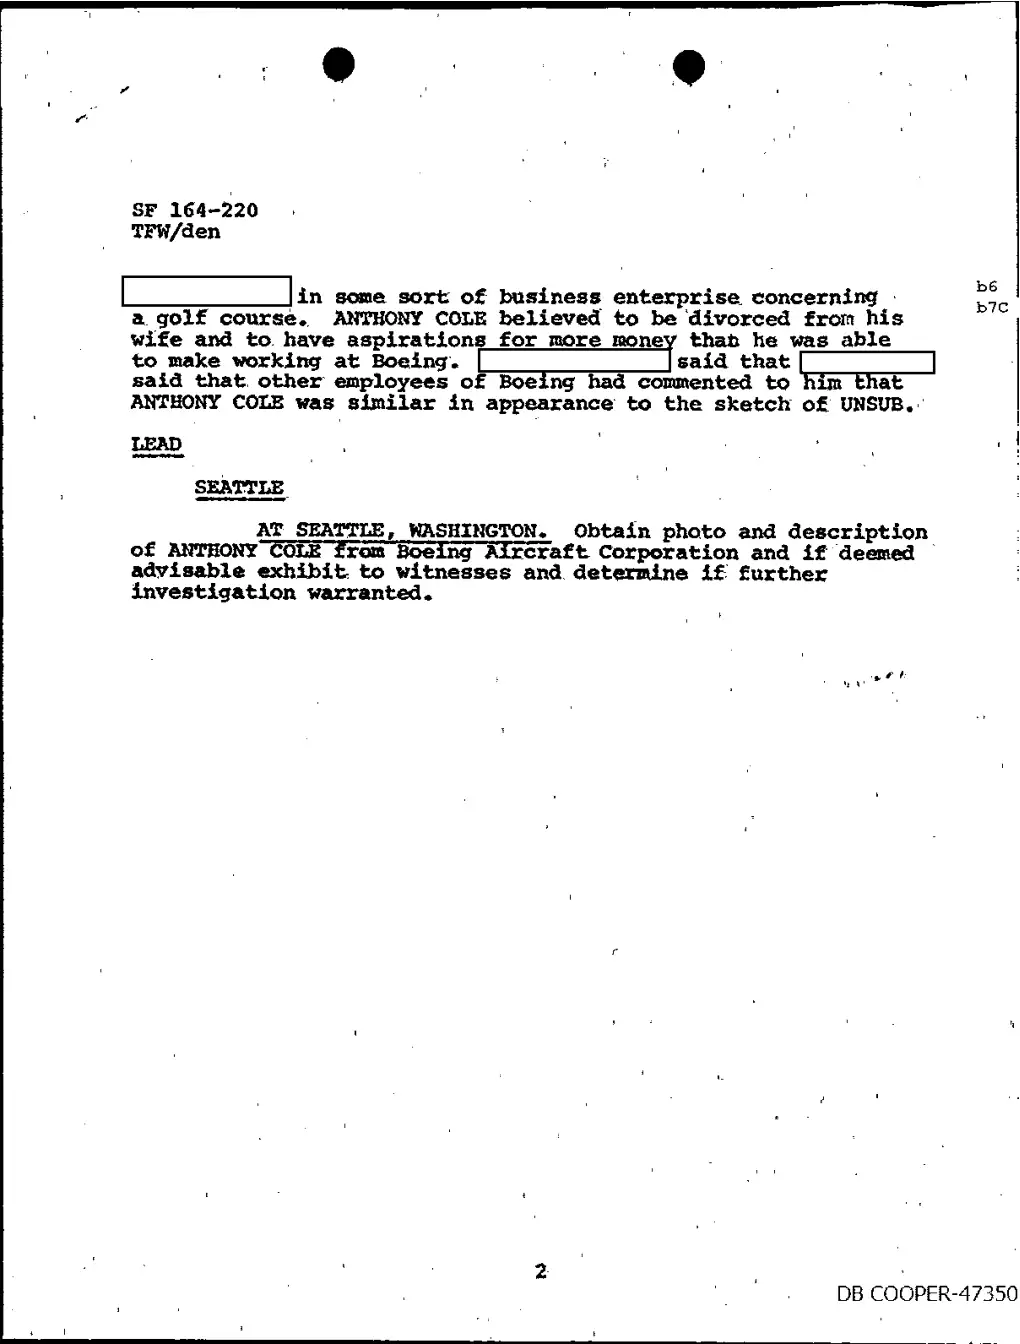 SF 164-220
TFW/den
in some sort of business enterprise concerning
b6
b7C
a golf course. ANTHONY COLE believed to be divorced from his
wife and to have aspirations for more money than he was able
to make working at Boeing. said that
said that other employees of Boeing had commented to him that
ANTHONY COLE was similar in appearance to the sketch of UNSUB.
LEAD
SEATTLE
AT SEATTLE, WASHINGTON. Obtain photo and description
of ANTHONY COLE from Boeing Aircraft Corporation and if deemed
advisable exhibit to witnesses and determine if further
investigation warranted.
2
DB COOPER-47350